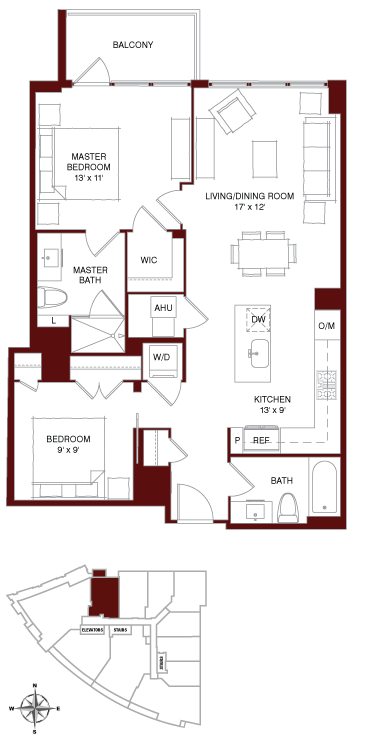 BALCONY
MASTER
BEDROOM
13' x 11'
LIVING/DINING ROOM
17' x 12'
MASTER
BATH
WIC
L
AHU
DW
O/M
W/D
KITCHEN
13' x 9'
BEDROOM
9' x 9'
P
REF.
BATH
ELEVATORS
STAIRS
STAIRS
N
W
E
S